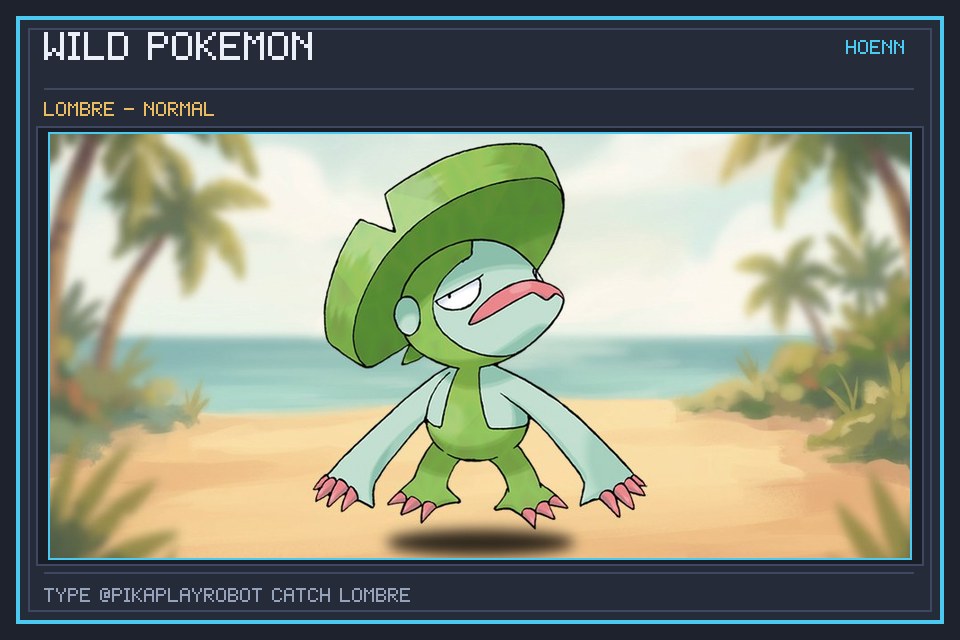 WILD POKEMON
HOENN
LOMBRE - NORMAL
TYPE @PIKAPLAYROBOT CATCH LOMBRE